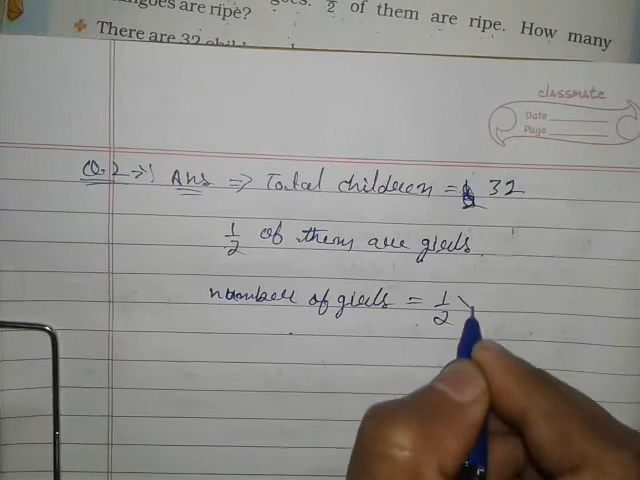 of them are ripe. How many
are ripe?
There are 32
classmate
Date
Page
Q.2 => Ans => Total children = 32
1/2 of them are girls
number of girls = 1/2